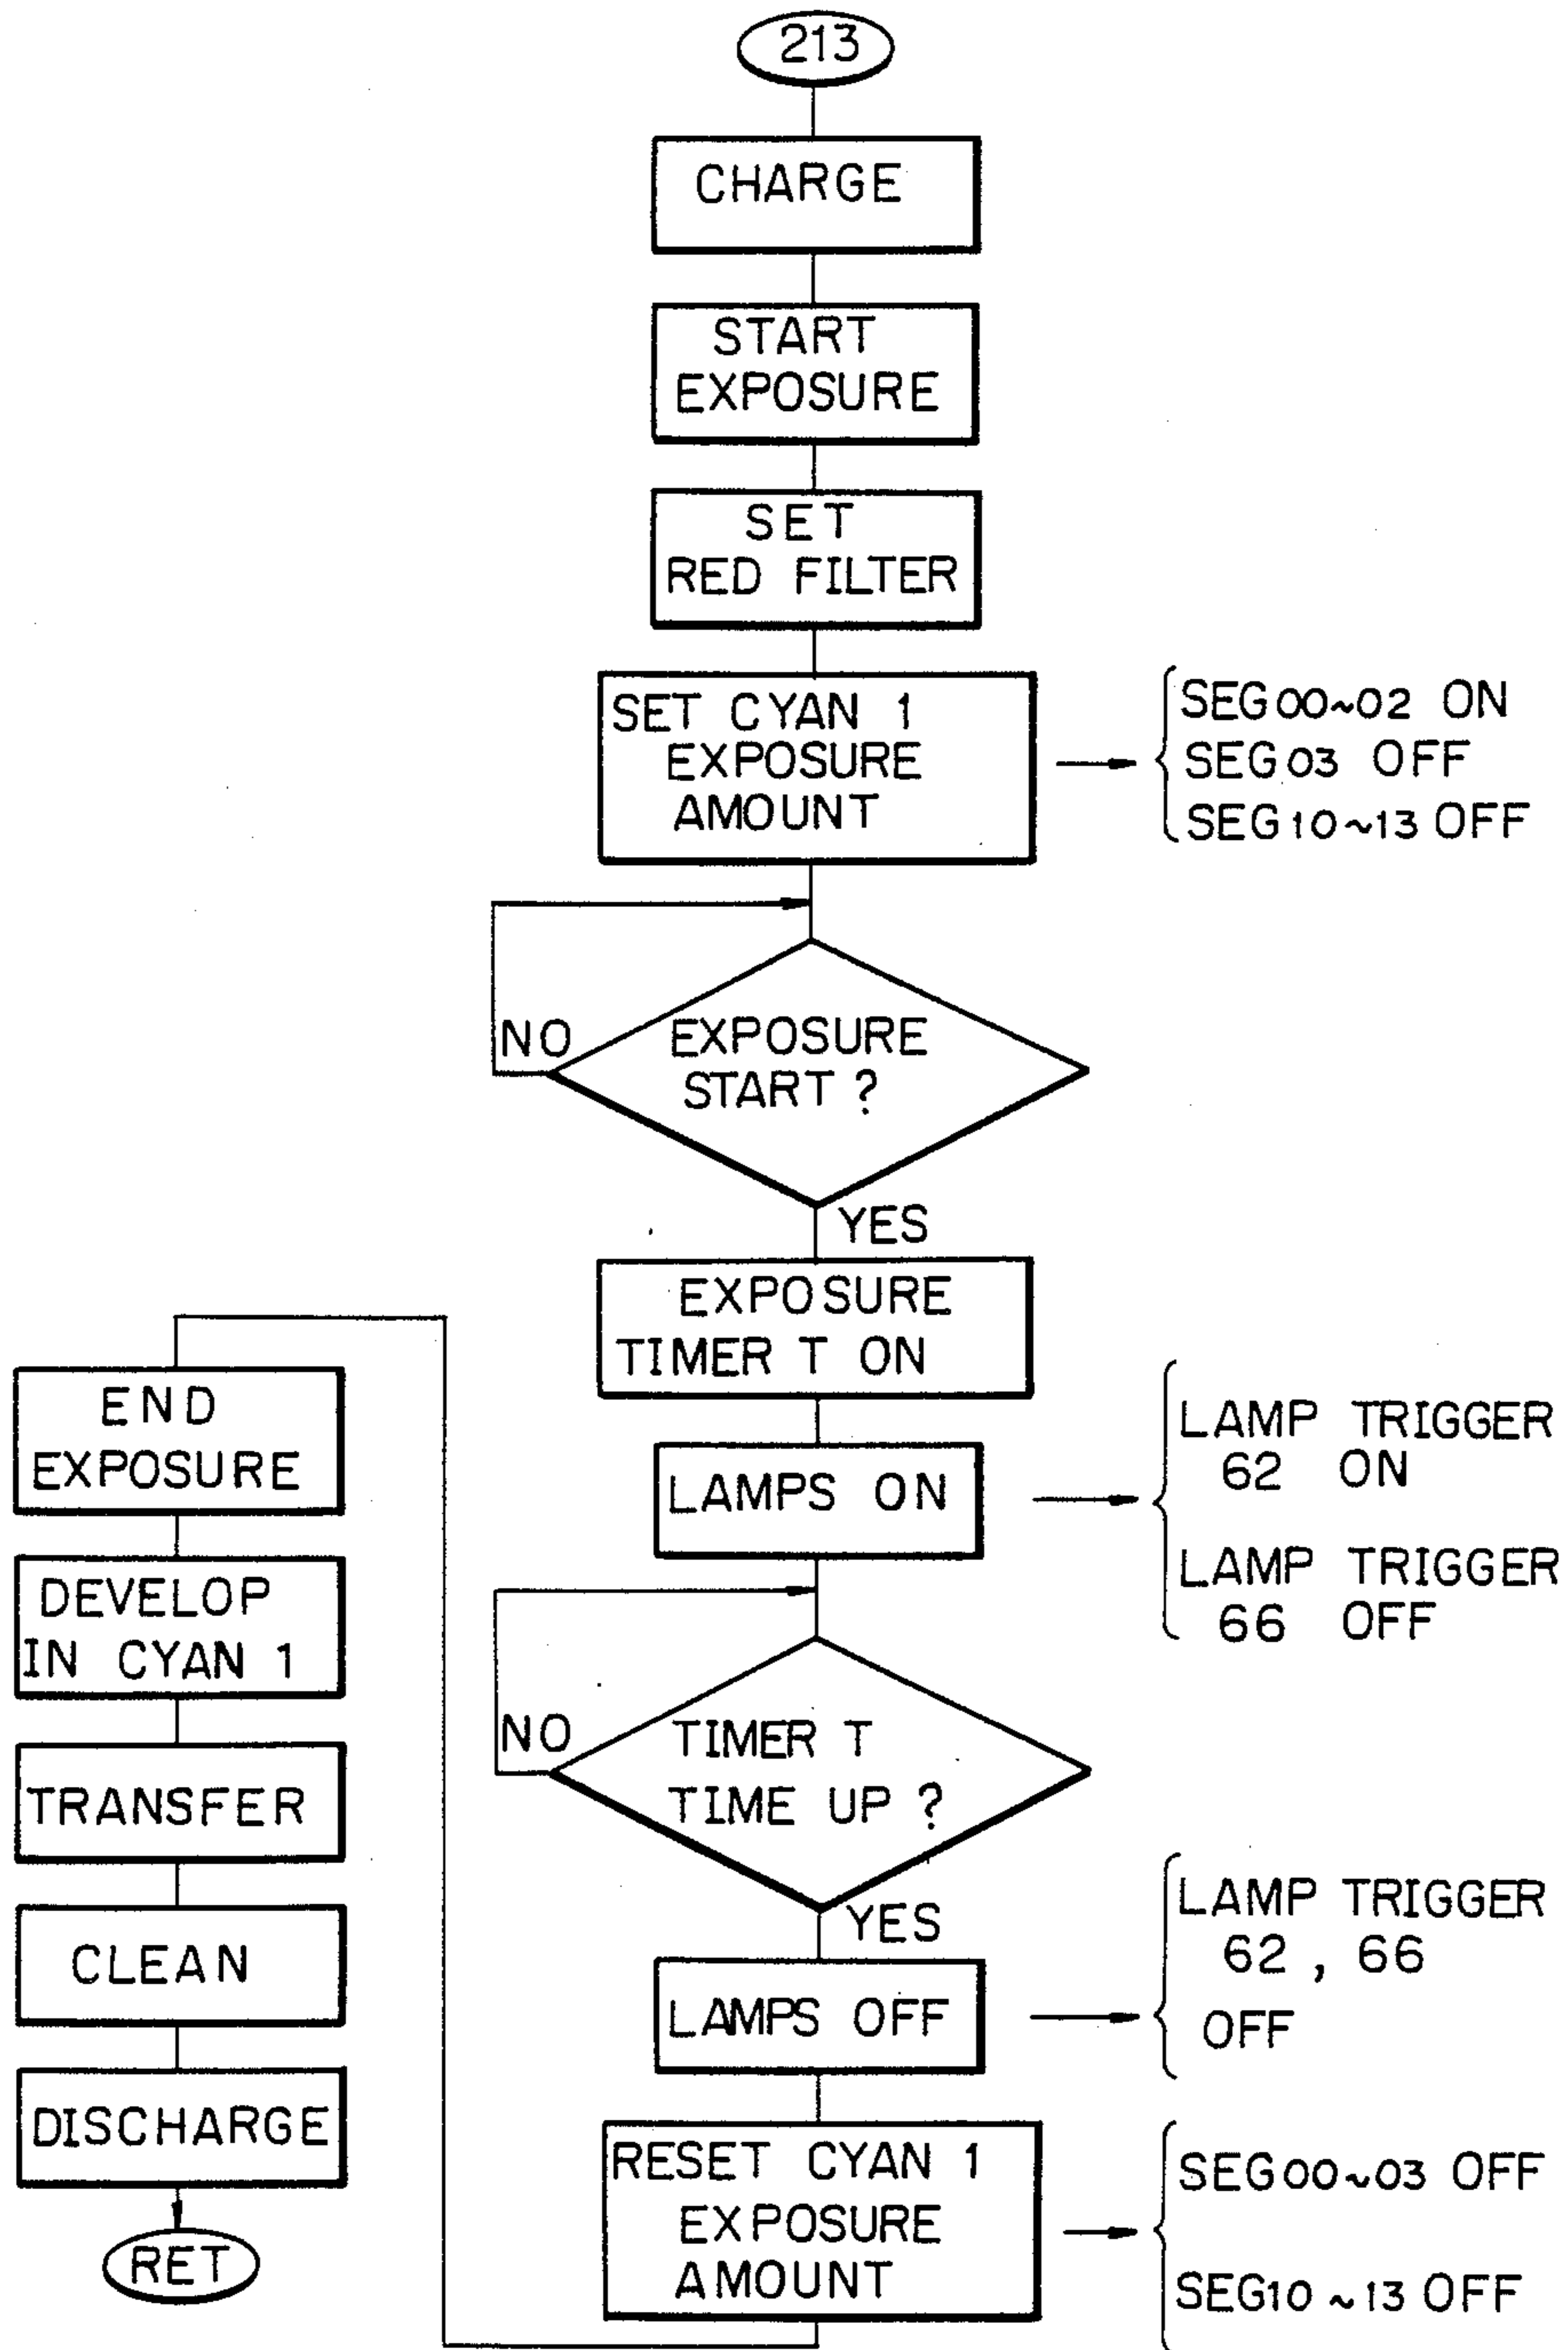 213
CHARGE
START
EXPOSURE
SET
RED FILTER
SET CYAN 1
EXPOSURE
AMOUNT
SEG00~02 ON
SEG03 OFF
SEG10~13 OFF
NO
EXPOSURE
START ?
YES
EXPOSURE
TIMER T ON
LAMPS ON
LAMP TRIGGER
62 ON
LAMP TRIGGER
66 OFF
NO
TIMER T
TIME UP ?
YES
LAMPS OFF
LAMP TRIGGER
62 , 66
OFF
RESET CYAN 1
EXPOSURE
AMOUNT
SEG00~03 OFF
SEG10 ~13 OFF
END
EXPOSURE
DEVELOP
IN CYAN 1
TRANSFER
CLEAN
DISCHARGE
RET